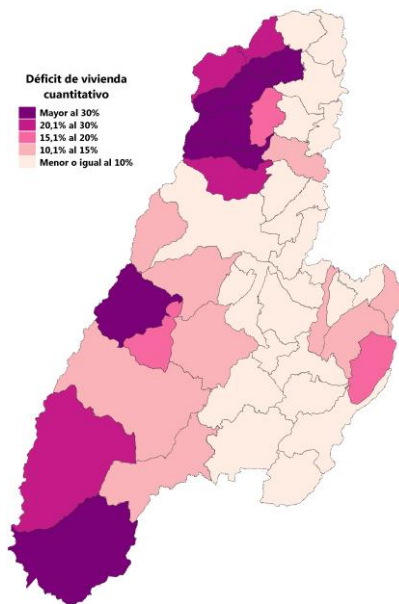 Déficit de vivienda
cuantitativo
Mayor al 30%
20,1% al 30%
15,1% al 20%
10,1% al 15%
Menor o igual al 10%